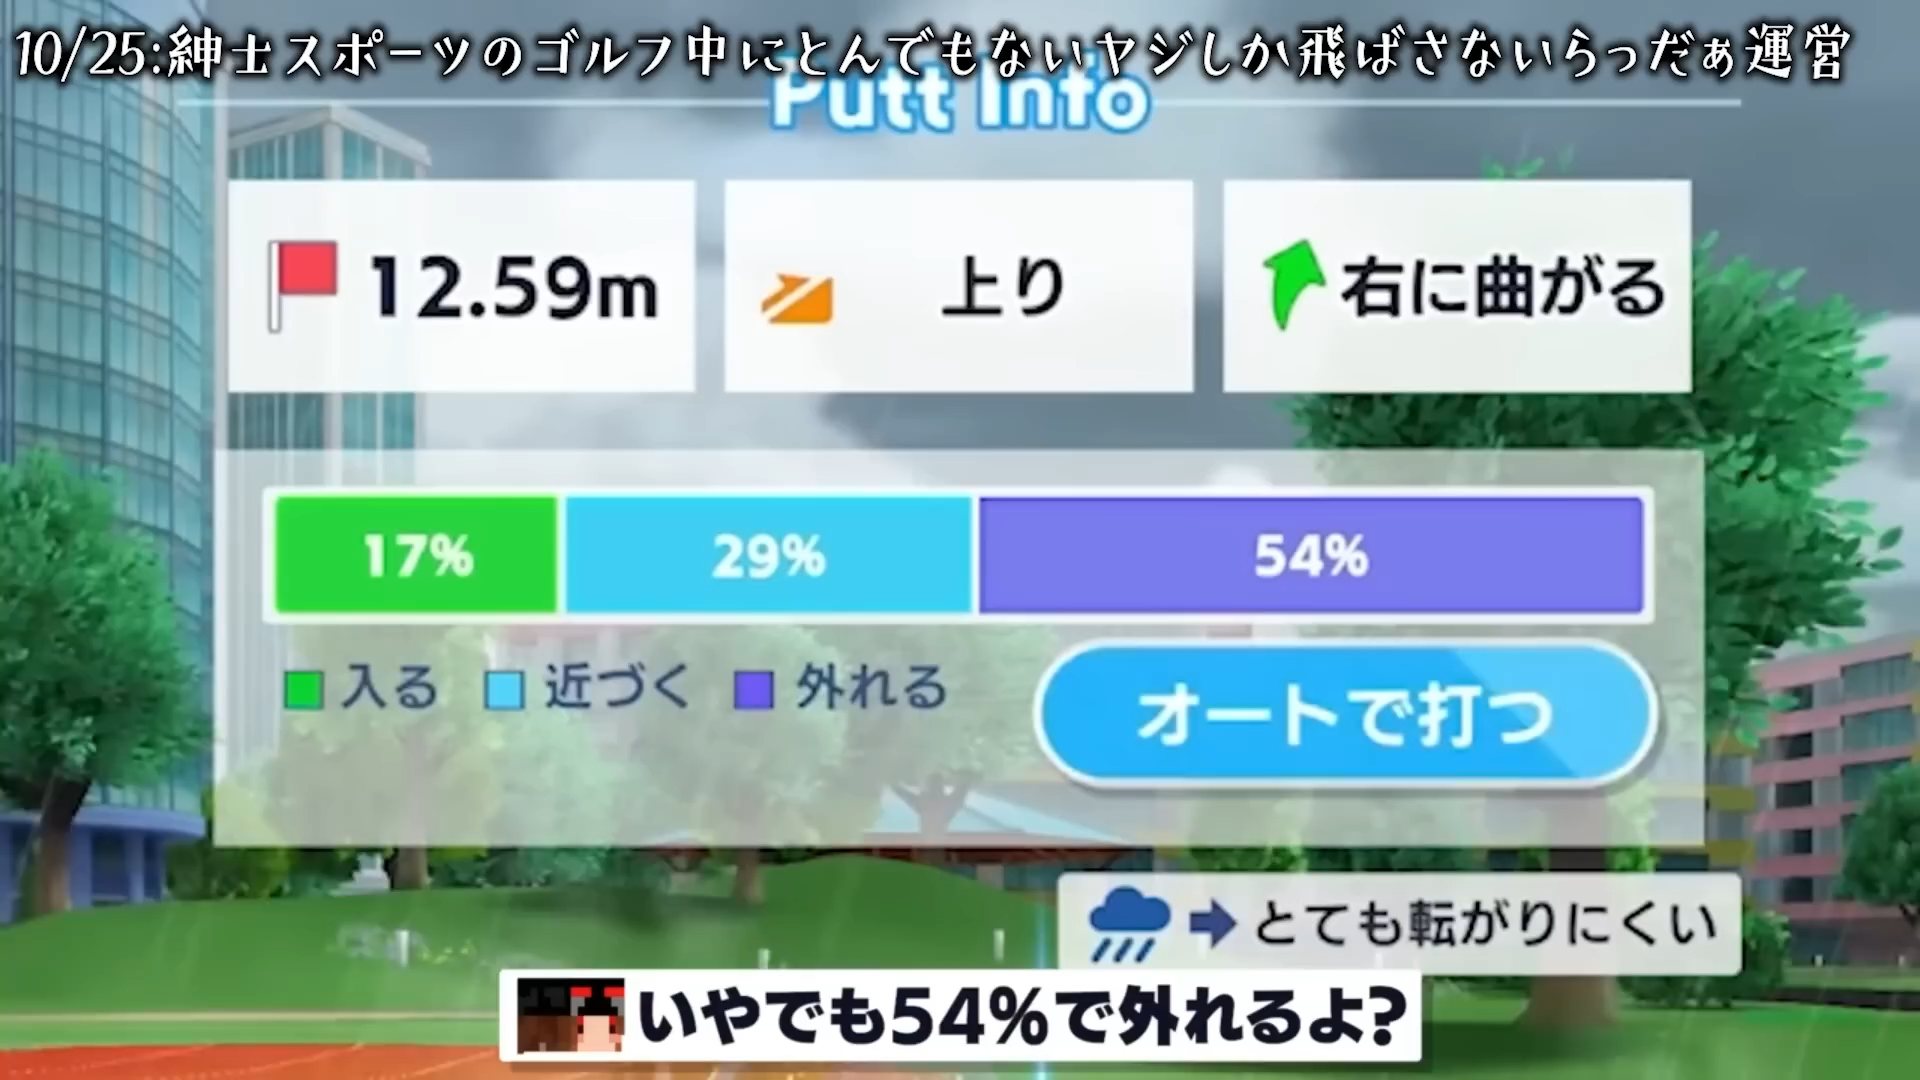 10/25:紳士スポーツのゴルフ中にとんでもないヤジしか飛ばさないらっだぁ運営
Putt Info
12.59m
上り
右に曲がる
17%
29%
54%
入る
近づく
外れる
オートで打つ
とても転がりにくい
いやでも54%で外れるよ?